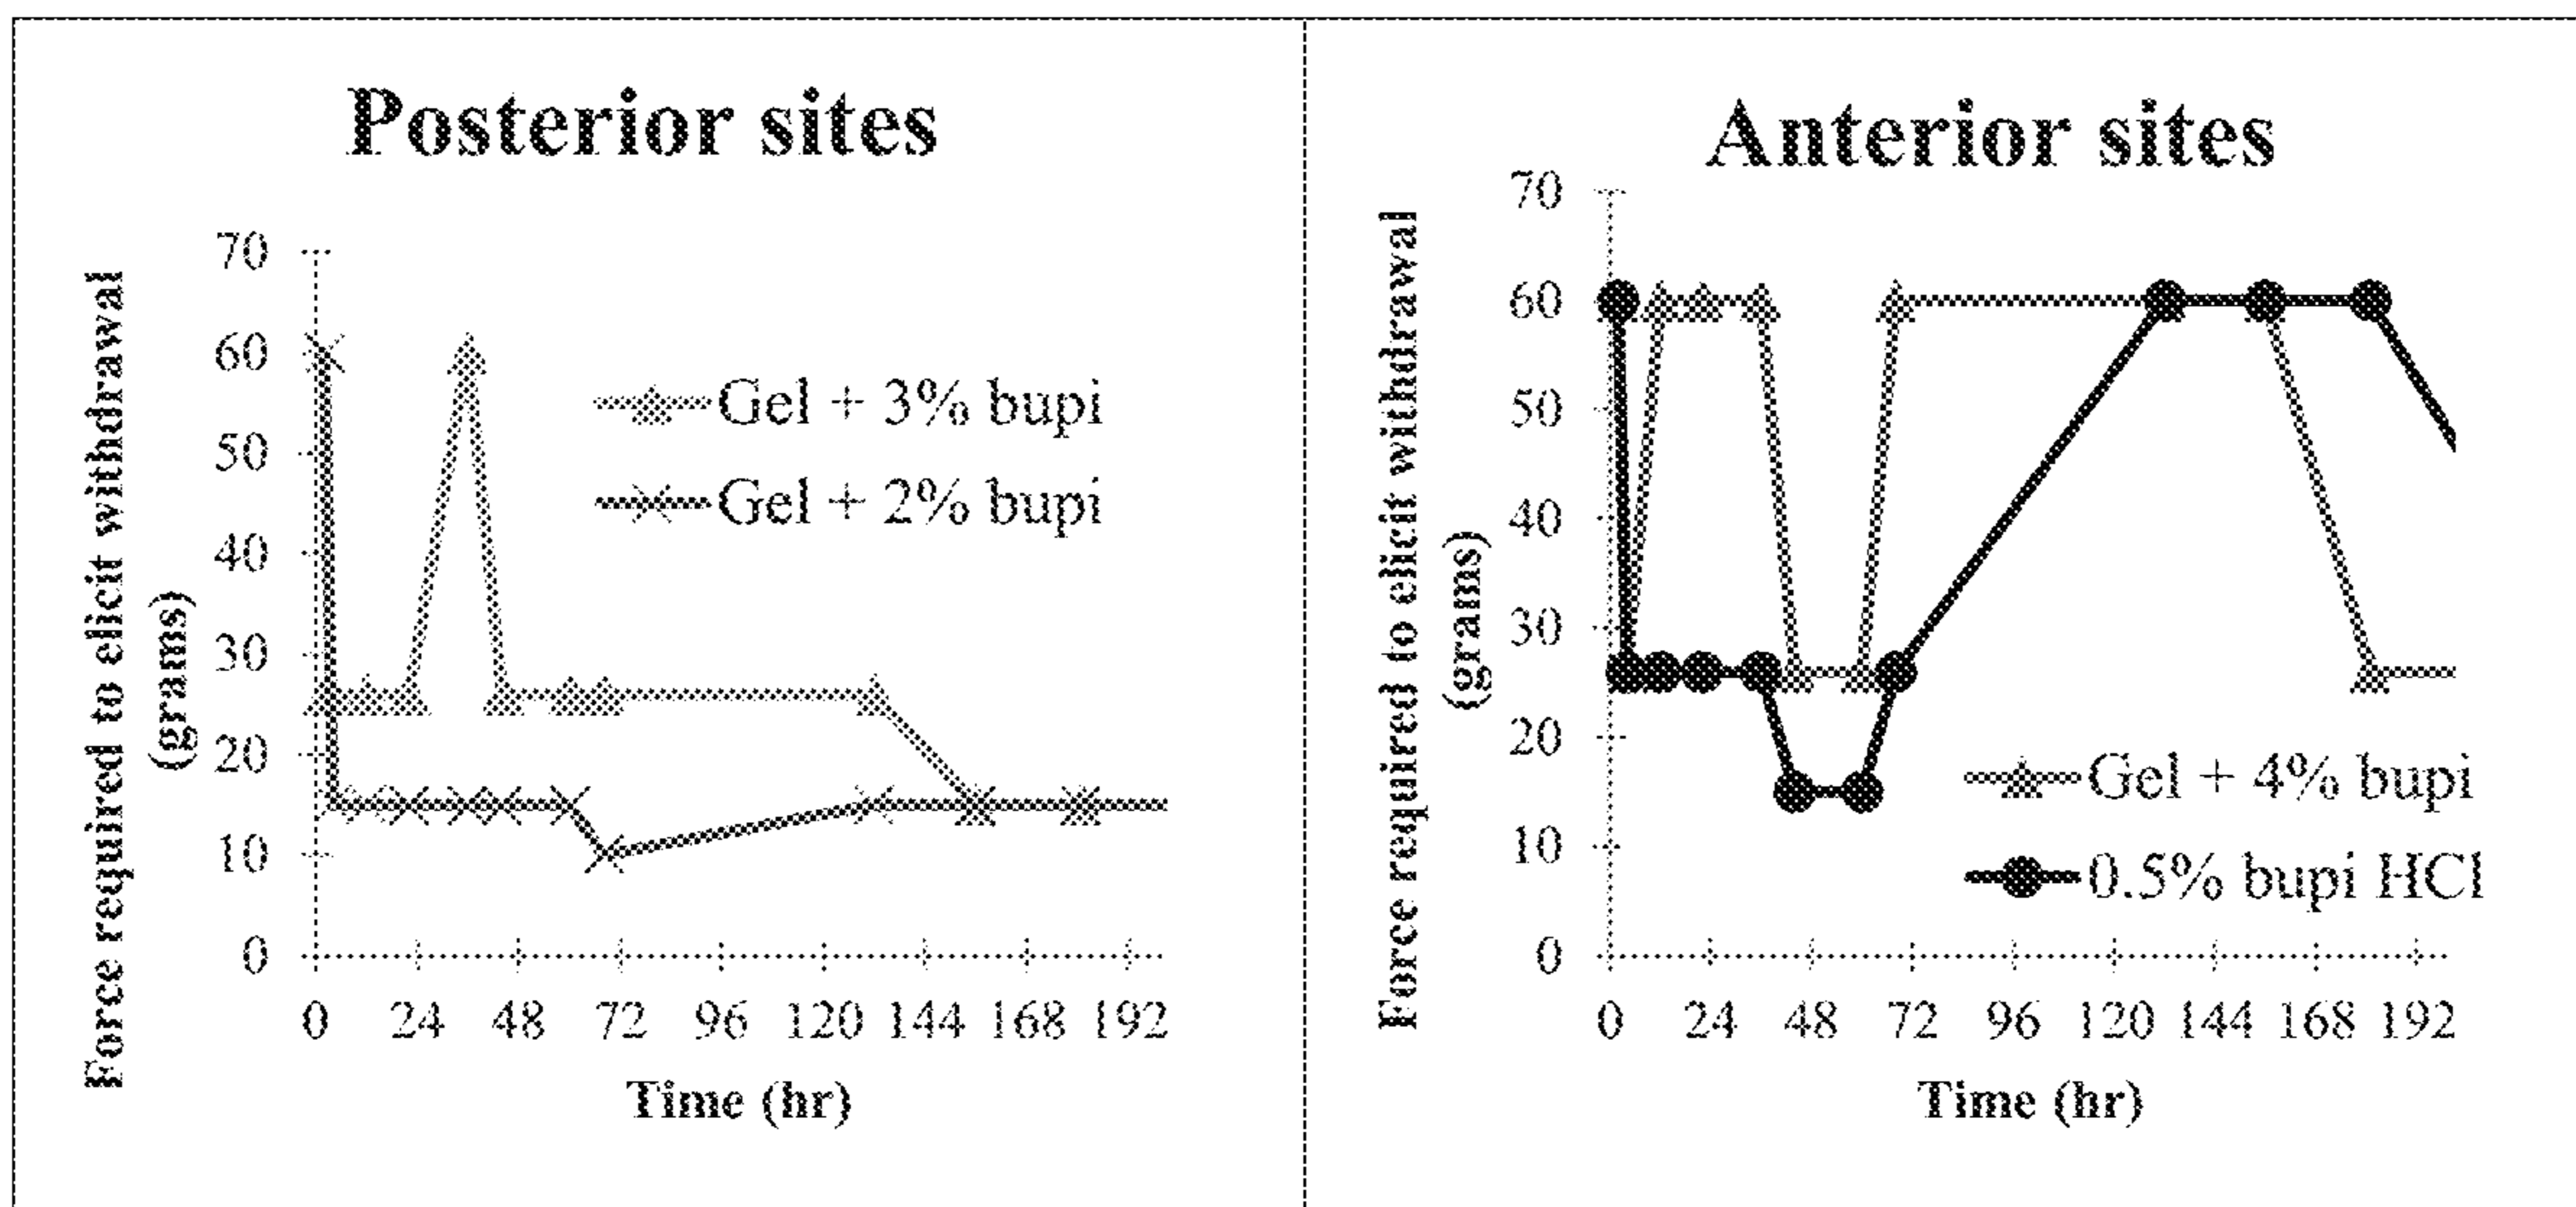 Posterior sites
Force required to elicit withdrawal
(grams)
70
60
50
40
30
20
10
0
Gel + 3% bupi
Gel + 2% bupi
0 24 48 72 96 120 144 168 192
Time (hr)
Anterior sites
Force required to elicit withdrawal
(grams)
70
60
50
40
30
20
10
0
Gel + 4% bupi
0.5% bupi HCl
0 24 48 72 96 120 144 168 192
Time (hr)